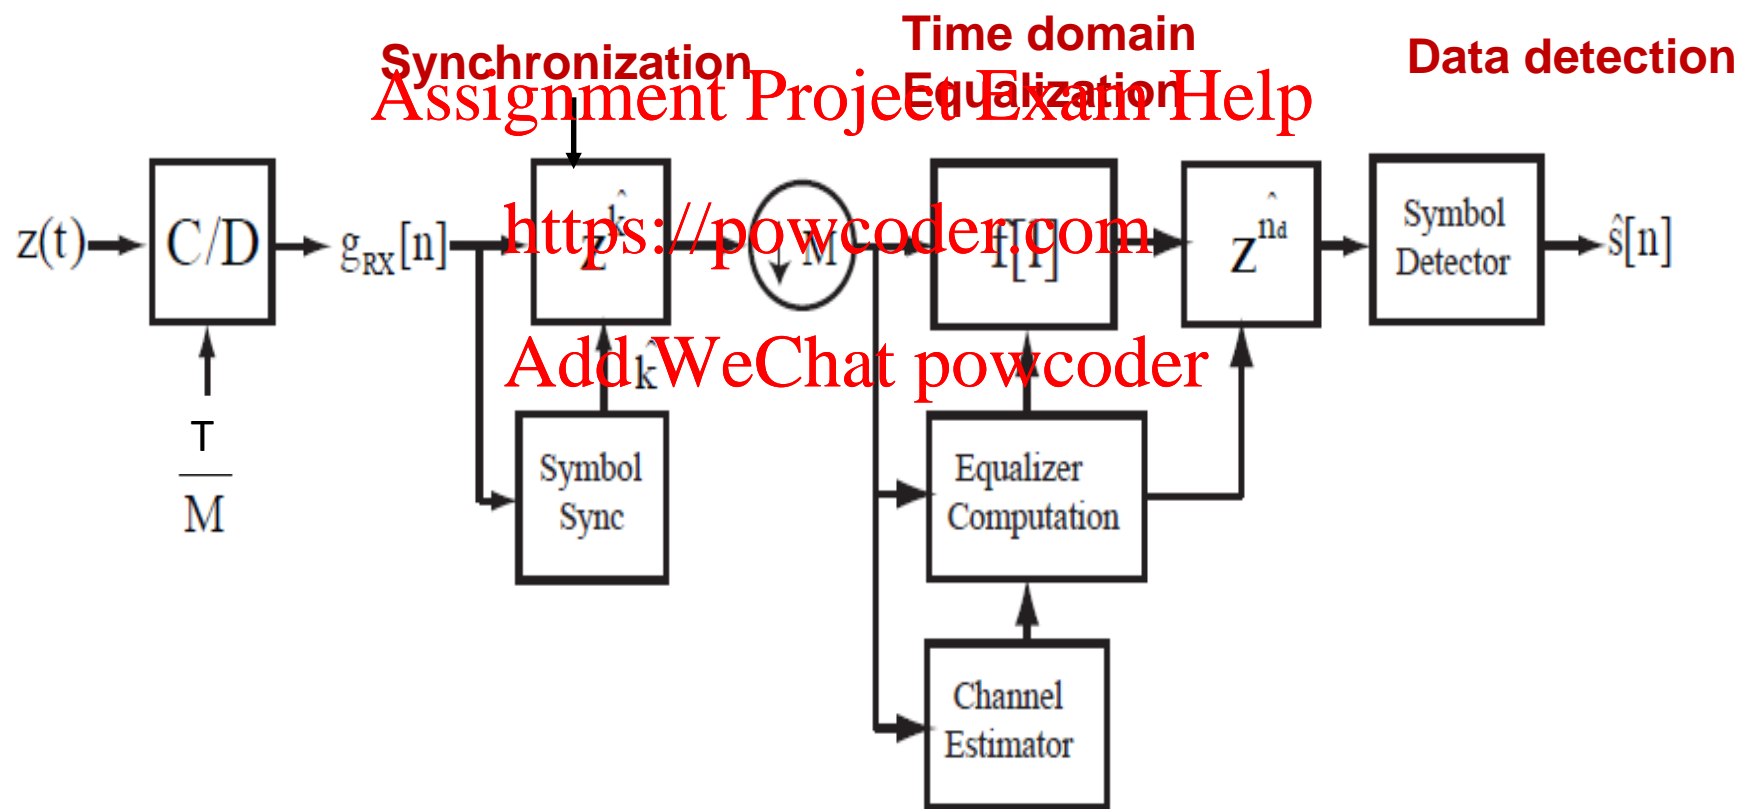 Synchronization
Time domain
Equalization
Data detection
Assignment Project Exam Help
z(t)
C/D
g_RX[n]
z^k̂
↓ M
f[l]
z^n̂_d
Symbol
Detector
ŝ[n]
https://powcoder.com
Add WeChat powcoder
k̂
T
M
Symbol
Sync
Equalizer
Computation
Channel
Estimator